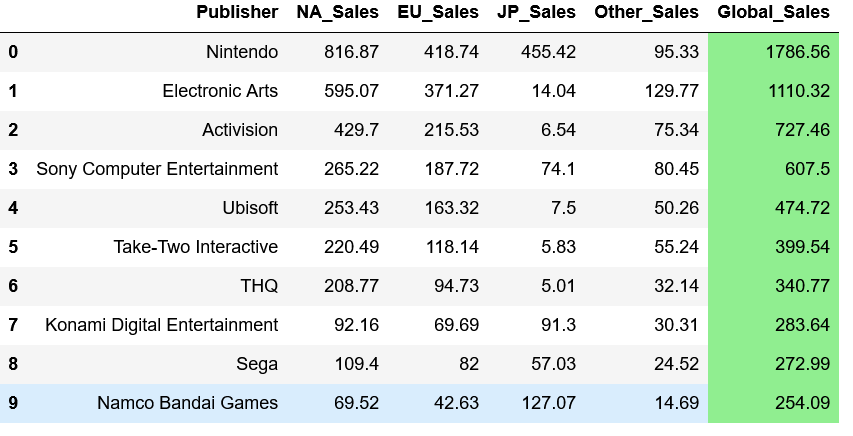 Publisher NA_Sales EU_Sales JP_Sales Other_Sales Global_Sales
0 Nintendo 816.87 418.74 455.42 95.33 1786.56
1 Electronic Arts 595.07 371.27 14.04 129.77 1110.32
2 Activision 429.7 215.53 6.54 75.34 727.46
3 Sony Computer Entertainment 265.22 187.72 74.1 80.45 607.5
4 Ubisoft 253.43 163.32 7.5 50.26 474.72
5 Take-Two Interactive 220.49 118.14 5.83 55.24 399.54
6 THQ 208.77 94.73 5.01 32.14 340.77
7 Konami Digital Entertainment 92.16 69.69 91.3 30.31 283.64
8 Sega 109.4 82 57.03 24.52 272.99
9 Namco Bandai Games 69.52 42.63 127.07 14.69 254.09